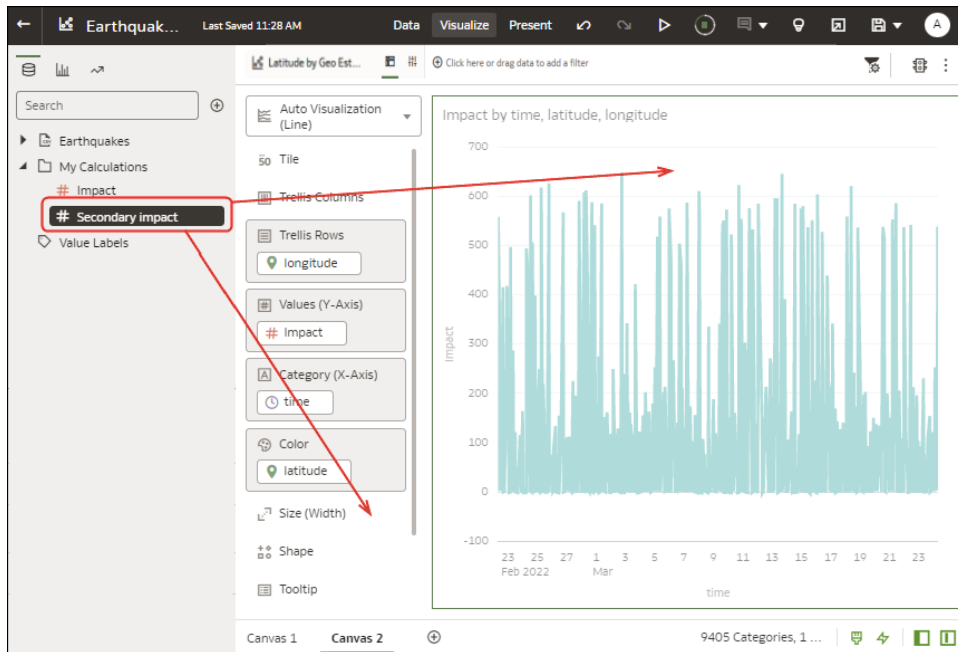 Earthquak...
Last Saved 11:28 AM
Data
Visualize
Present
A
Search
Earthquakes
My Calculations
# Impact
# Secondary impact
Value Labels
Latitude by Geo Est...
Click here or drag data to add a filter
Auto Visualization
(Line)
50 Tile
Trellis Columns
Trellis Rows
longitude
# Values (Y-Axis)
# Impact
A Category (X-Axis)
time
Color
latitude
Size (Width)
Shape
Tooltip
Impact by time, latitude, longitude
700
600
500
400
300
200
100
0
-100
Impact
23 25 27 1 3 5 7 9 11 13 15 17 19 21 23
Feb 2022 Mar
time
Canvas 1
Canvas 2
9405 Categories, 1 ...